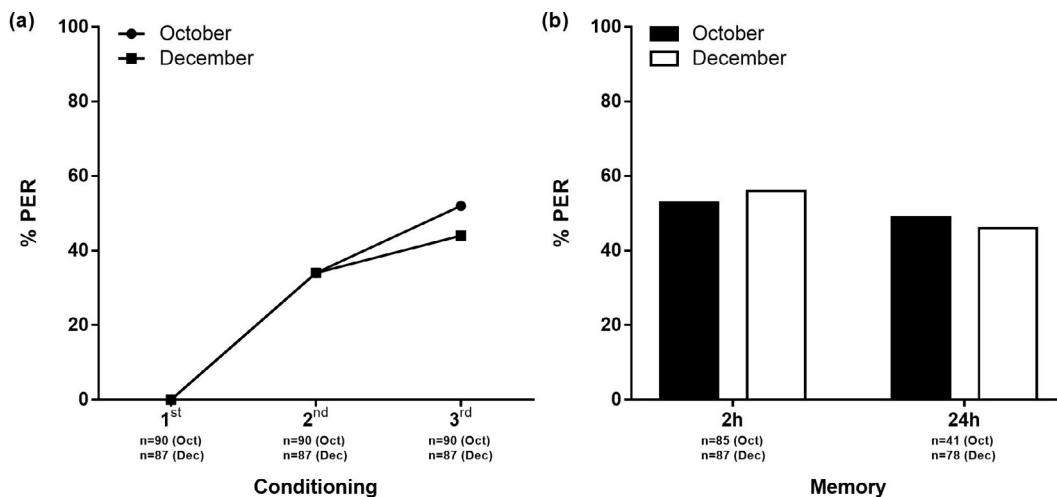 (a)
100
80
60
40
20
0
% PER
October
December
1st
2nd
3rd
n=90 (Oct)
n=87 (Dec)
n=90 (Oct)
n=87 (Dec)
n=90 (Oct)
n=87 (Dec)
Conditioning
(b)
100
80
60
40
20
0
% PER
October
December
2h
24h
n=85 (Oct)
n=87 (Dec)
n=41 (Oct)
n=78 (Dec)
Memory